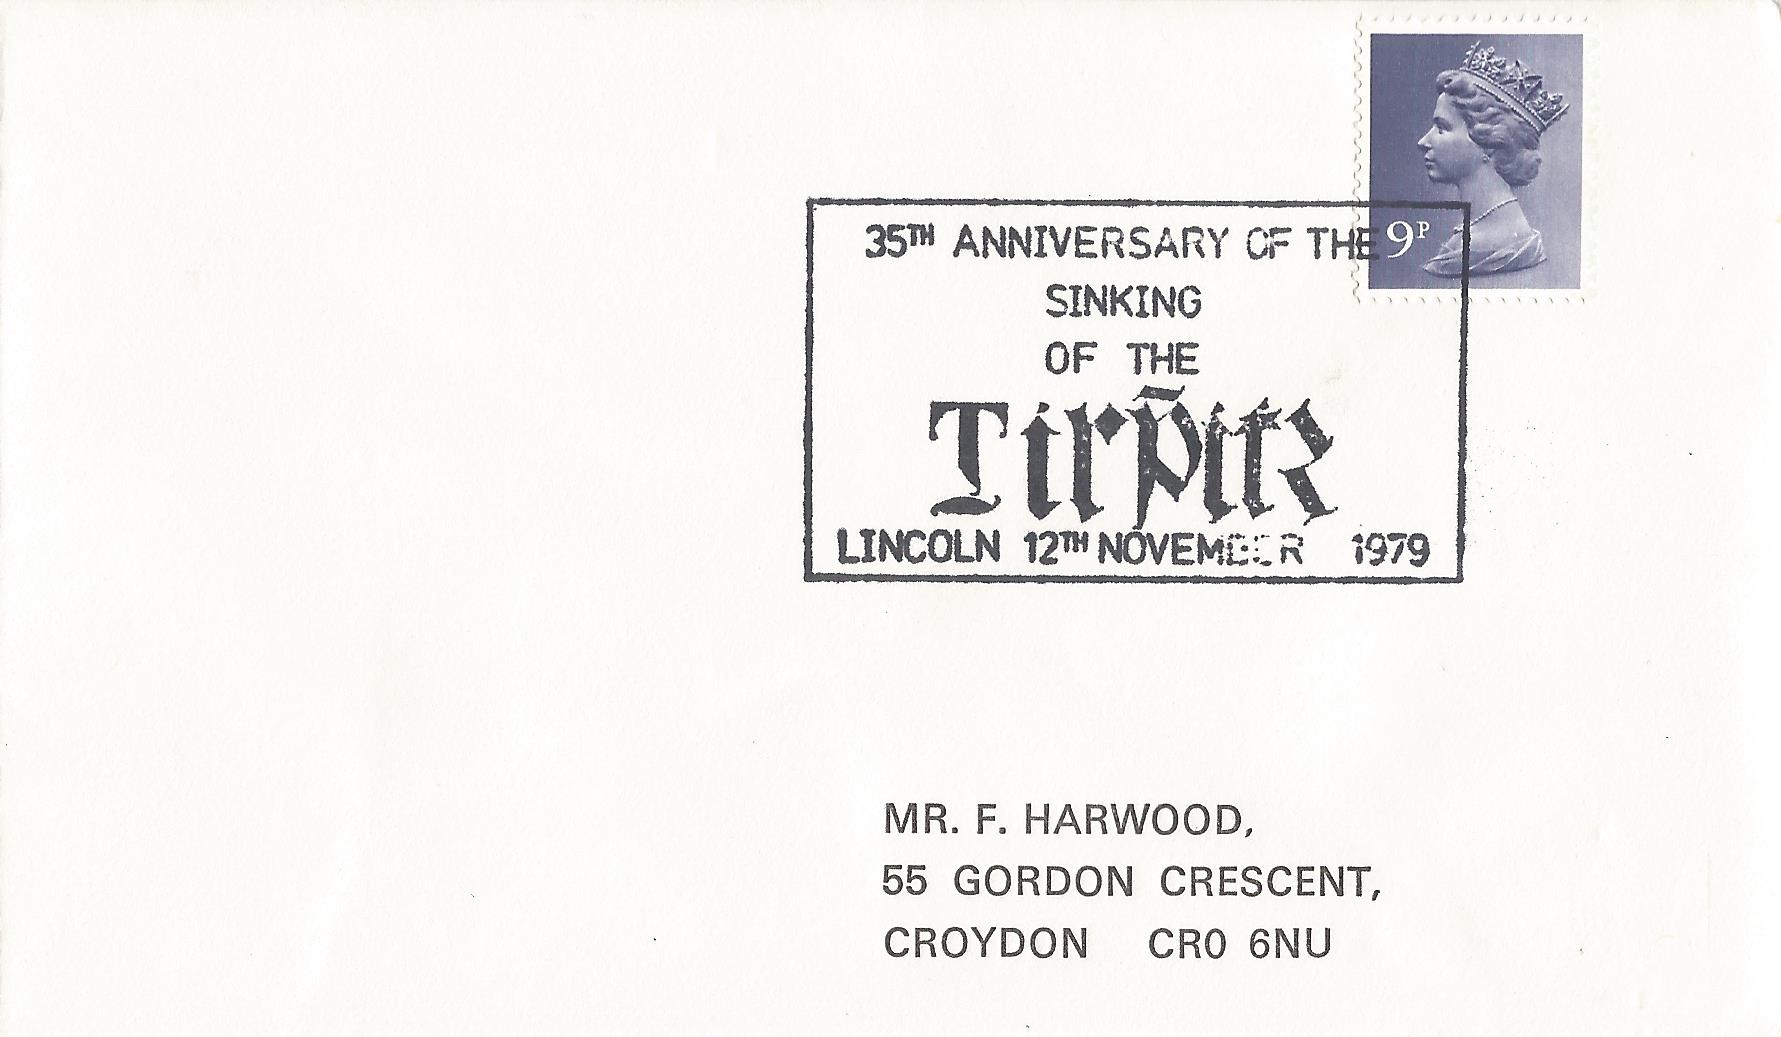 9P
35TH ANNIVERSARY OF THE
SINKING
OF THE
Tirpitz
LINCOLN 12TH NOVEMBER 1979
MR. F. HARWOOD,
55 GORDON CRESCENT,
CROYDON CR0 6NU